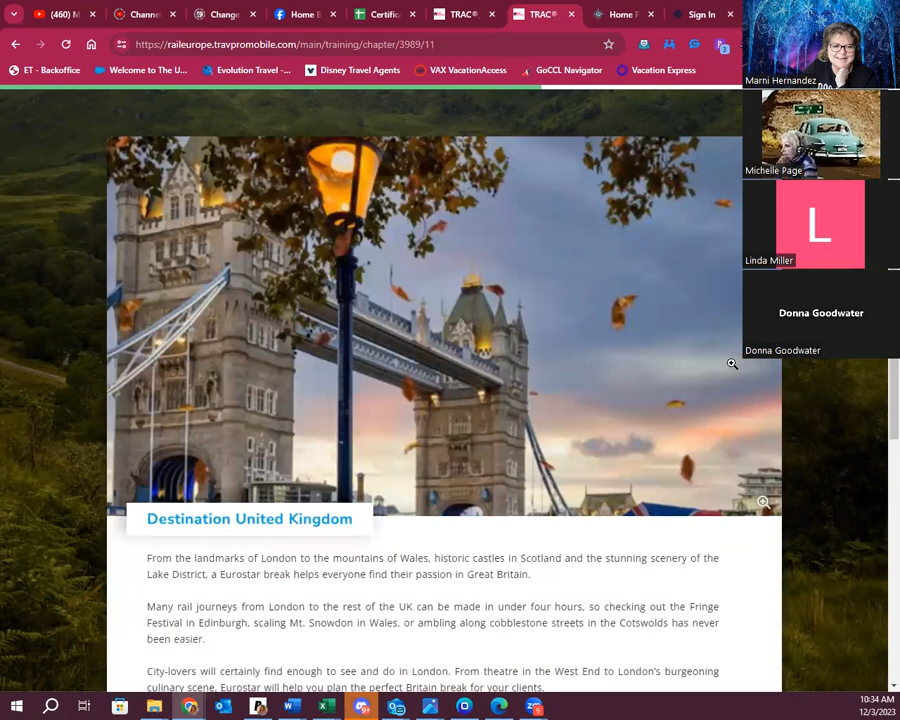 (460) M
Channel
Change
Home B
Certific
TRAC®_
TRAC®
Home P
Sign In
https://raileurope.travpromobile.com/main/training/chapter/3989/11
3
ET - Backoffice
Welcome to The U...
Evolution Travel -...
Disney Travel Agents
VAX VacationAccess
GoCCL Navigator
Vacation Express
Marni Hernandez
Michelle Page
L
Linda Miller
Donna Goodwater
Donna Goodwater
Destination United Kingdom
From the landmarks of London to the mountains of Wales, historic castles in Scotland and the stunning scenery of the
Lake District, a Eurostar break helps everyone find their passion in Great Britain.
Many rail journeys from London to the rest of the UK can be made in under four hours, so checking out the Fringe
Festival in Edinburgh, scaling Mt. Snowdon in Wales, or ambling along cobblestone streets in the Cotswolds has never
been easier.
City-lovers will certainly find enough to see and do in London. From theatre in the West End to London's burgeoning
culinary scene, Eurostar will help you plan the perfect Britain break for your clients.
10:34 AM
12/3/2023